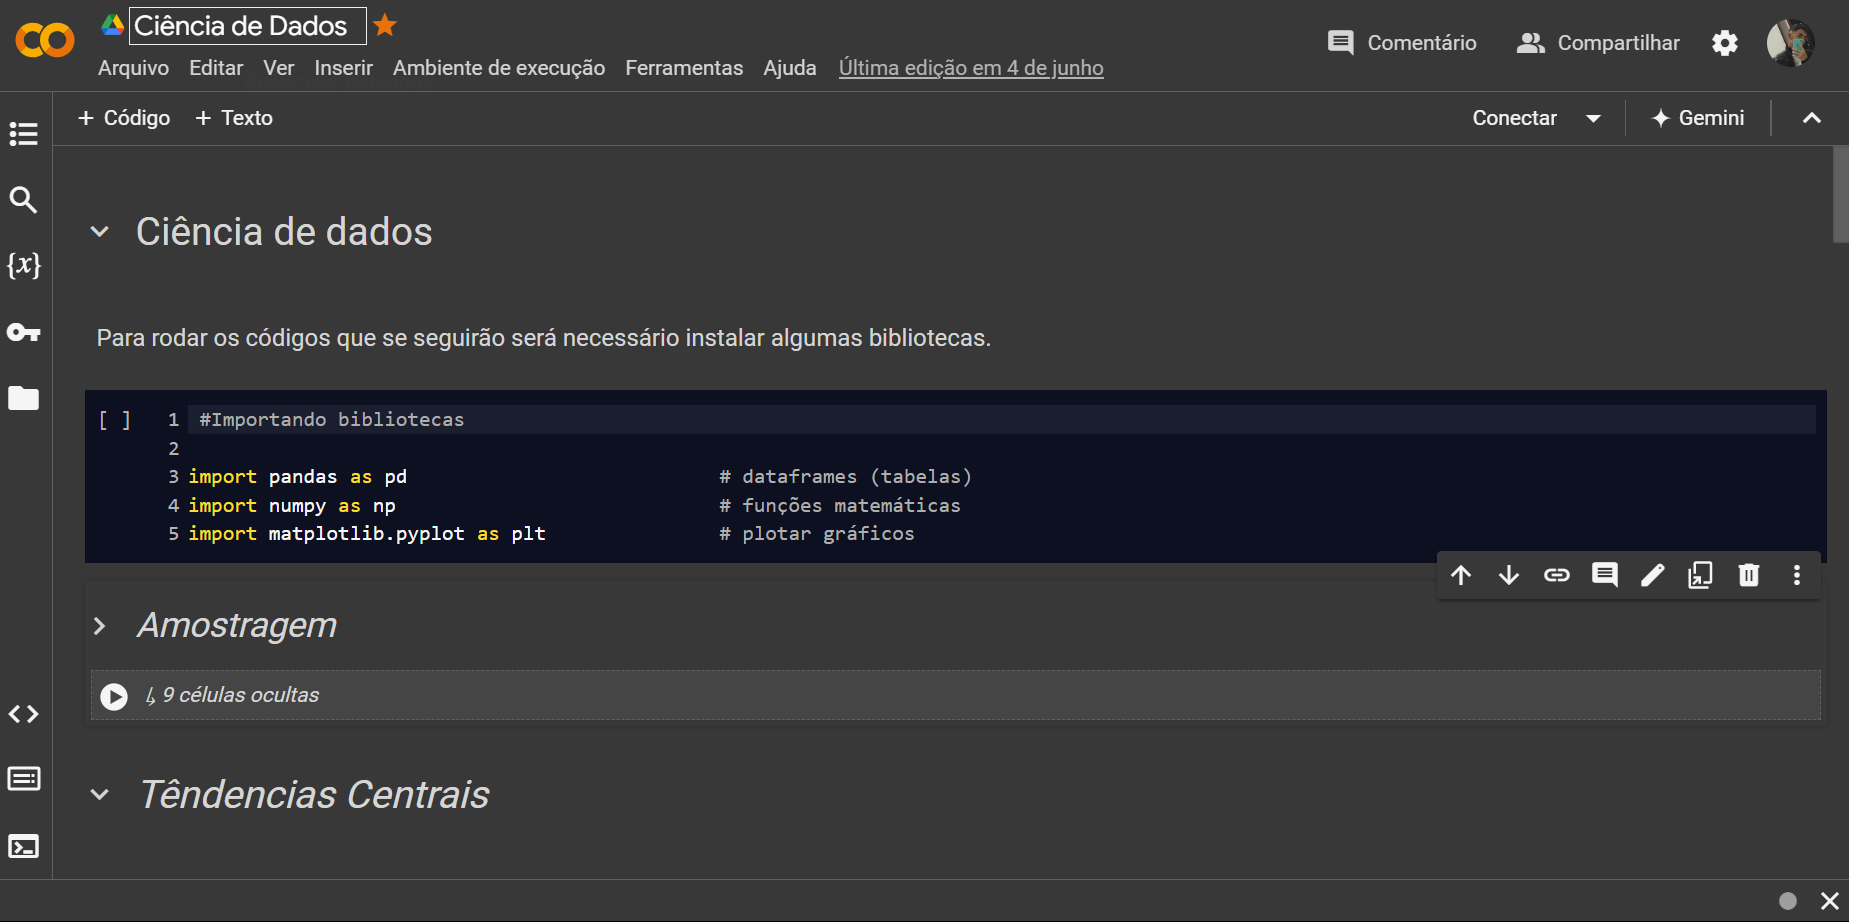 Ciência de Dados
Comentário
Compartilhar
Arquivo Editar Ver Inserir Ambiente de execução Ferramentas Ajuda Última edição em 4 de junho
+ Código + Texto
Conectar
Gemini
Ciência de dados
{x}
Para rodar os códigos que se seguirão será necessário instalar algumas bibliotecas.
[ ] 1 #Importando bibliotecas
2
3 import pandas as pd # dataframes (tabelas)
4 import numpy as np # funções matemáticas
5 import matplotlib.pyplot as plt # plotar gráficos
Amostragem
↳ 9 células ocultas
Têndencias Centrais